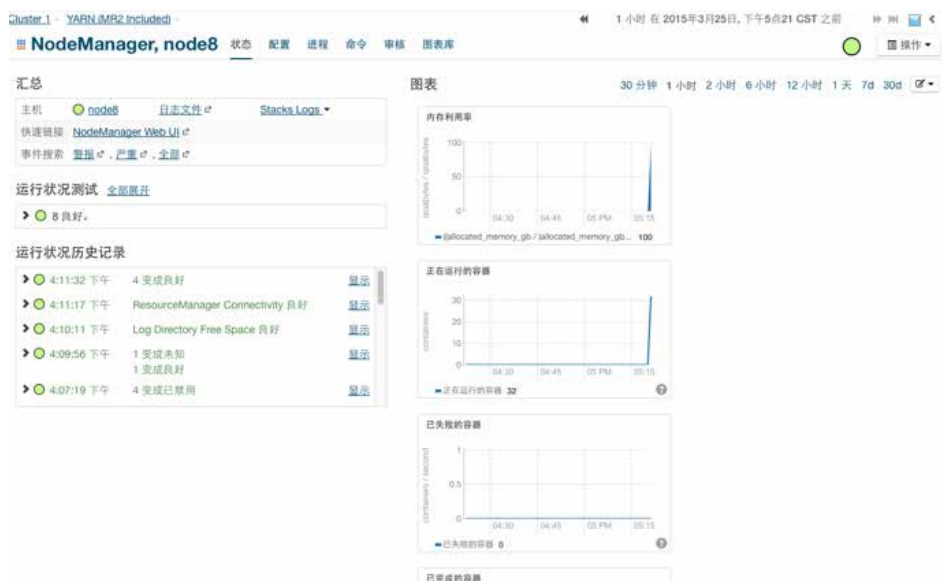 Cluster 1 YARN (MR2 Included)
1 小时 在 2015年3月25日, 下午5点21 CST 之前
NodeManager, node8 状态 配置 进程 命令 审核 图表库
操作
汇总
主机 node8 日志文件 Stacks Logs
快速链接 NodeManager Web UI
事件搜索 警报 , 严重 , 全部
运行状况测试 全部展开
8 良好。
运行状况历史记录
4:11:32 下午 4 变成良好 显示
4:11:17 下午 ResourceManager Connectivity 良好 显示
4:10:11 下午 Log Directory Free Space 良好 显示
4:09:56 下午 1 变成未知 显示
1 变成良好
4:07:19 下午 4 变成已禁用 显示
图表
30 分钟 1 小时 2 小时 6 小时 12 小时 1 天 7d 30d
内存利用率
100
50
0
04:30 04:45 05 PM 05:15
(allocated_memory_gb / (allocated_memory_gb... 100
正在运行的容器
containers
30
20
10
0
04:30 04:45 05 PM 05:15
正在运行的容器 32
已失败的容器
containers / second
1
0.5
0
04:30 04:45 05 PM 05:15
已失败的容器 0
已完成的容器